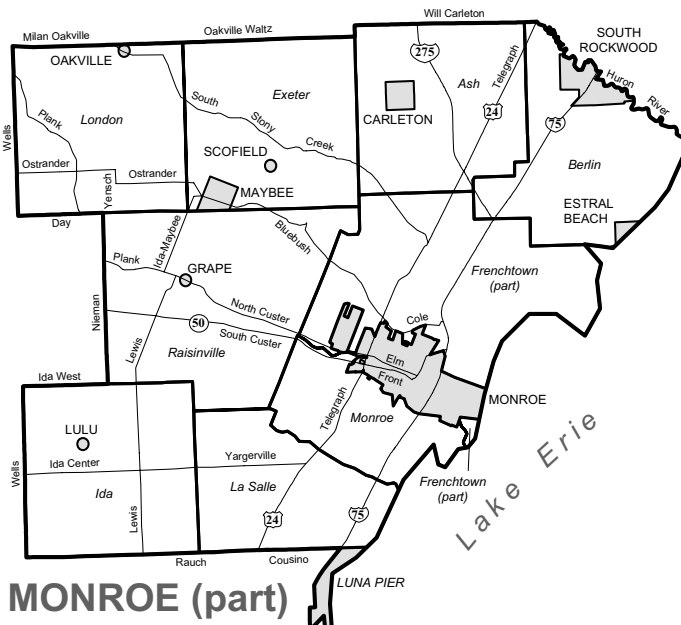 Will Carleton
Milan Oakville
Oakville Waltz
SOUTH
ROCKWOOD
OAKVILLE
275
Telegraph
Huron
River
Exeter
Ash
South
24
Plank
London
Stony
CARLETON
75
Wells
Creek
SCOFIELD
Berlin
Ostrander
Ostrander
Yensch
MAYBEE
ESTRAL
BEACH
Day
Ida-Maybee
Bluebush
Plank
GRAPE
Frenchtown
(part)
North Custer
Nieman
50
Cole
South Custer
Raisinville
Lewis
Elm
Front
Ida West
Telegraph
MONROE
Monroe
LULU
Yargerville
Wells
Ida Center
Frenchtown
(part)
Lake Erie
Ida
La Salle
Lewis
24
75
Rauch
Cousino
LUNA PIER
MONROE (part)